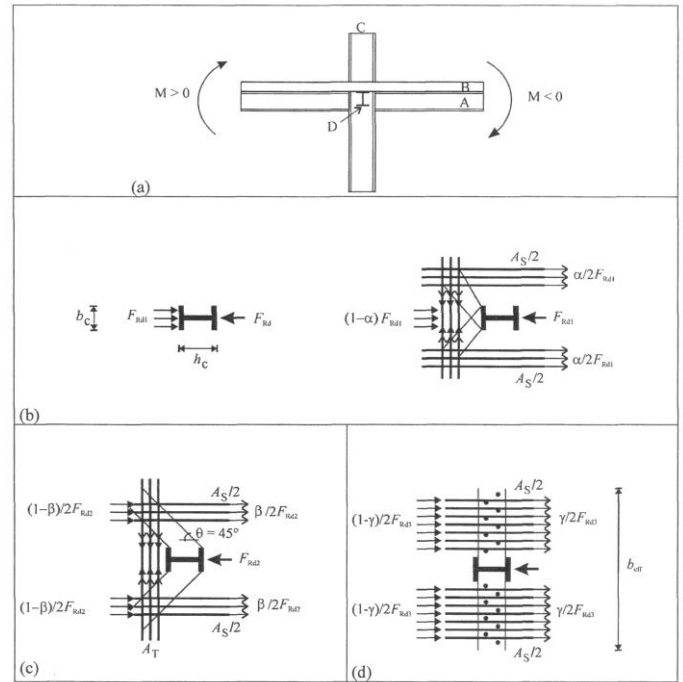 C
B
A
M > 0
M < 0
D
(a)
b_c
F_Rd1
F_Rd
h_c
A_S/2
α/2F_Rd1
(1−α) F_Rd1
F_Rd1
α/2F_Rd1
A_S/2
(b)
(1−β)/2F_Rd2
A_S/2
β/2F_Rd2
θ = 45°
F_Rd2
(1−β)/2F_Rd2
β/2F_Rd2
A_S/2
A_T
(c)
A_S/2
(1-γ)/2F_Rd3
γ/2F_Rd3
b_eff
(1-γ)/2F_Rd3
γ/2F_Rd3
A_S/2
(d)